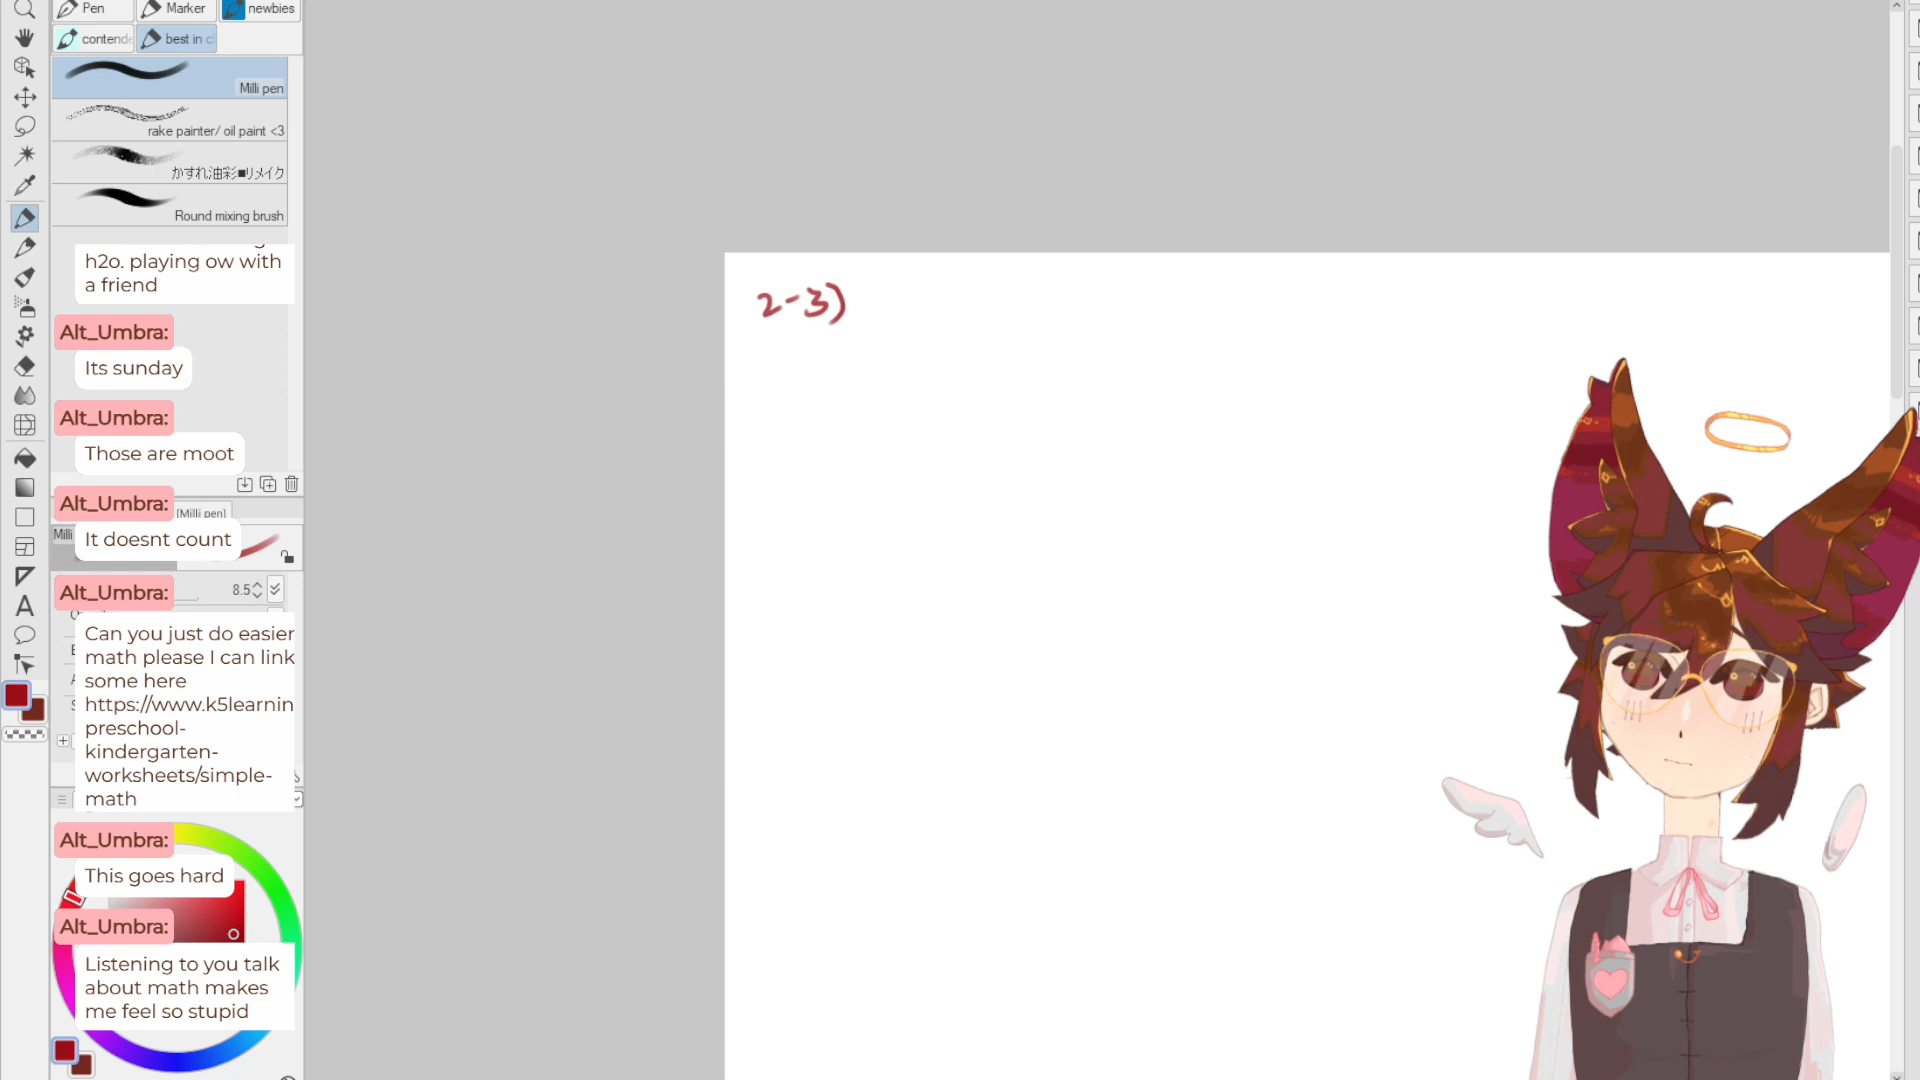 Pen
Marker
newbies
contende
best in c
Milli pen
rake painter/ oil paint <3
かすれ油彩■リメイク
Round mixing brush
h2o. playing ow with
a friend
Alt_Umbra:
Its sunday
Alt_Umbra:
Those are moot
Alt_Umbra:
[Milli pen]
It doesnt count
Milli
Alt_Umbra:
8.5
Can you just do easier
math please I can link
some here
https://www.k5learnin
preschool-
kindergarten-
worksheets/simple-
math
Alt_Umbra:
This goes hard
Alt_Umbra:
Listening to you talk
about math makes
me feel so stupid
2-3)